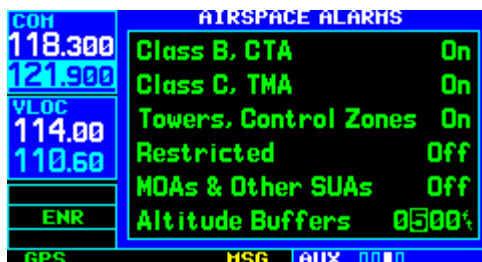 COM
118.300
121.900
VLOC
114.00
110.60
ENR
GPS
AIRSPACE ALARMS
Class B, CTA On
Class C, TMA On
Towers, Control Zones On
Restricted Off
MOAs & Other SUAs Off
Altitude Buffers 0500ft
MSG AUX